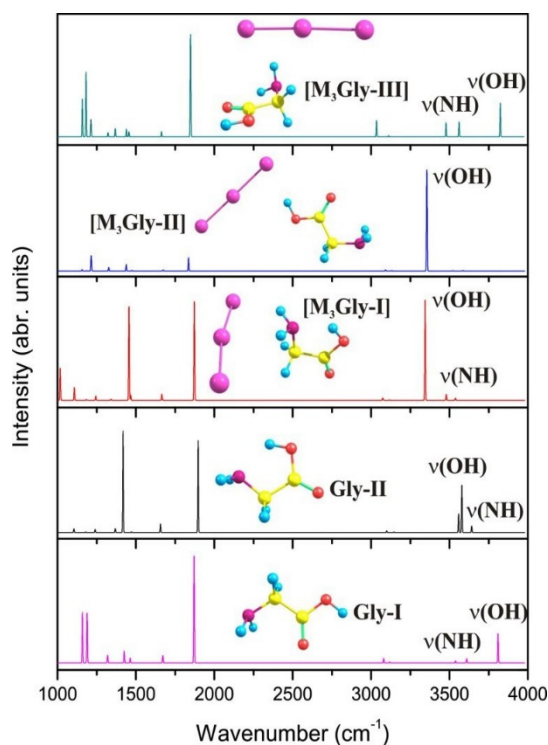 [M₃Gly-III]
ν(OH)
ν(NH)
[M₃Gly-II]
ν(OH)
[M₃Gly-I]
ν(OH)
ν(NH)
Gly-II
ν(OH)
ν(NH)
Gly-I
ν(OH)
ν(NH)
Intensity (abr. units)
1000 1500 2000 2500 3000 3500 4000
Wavenumber (cm⁻¹)